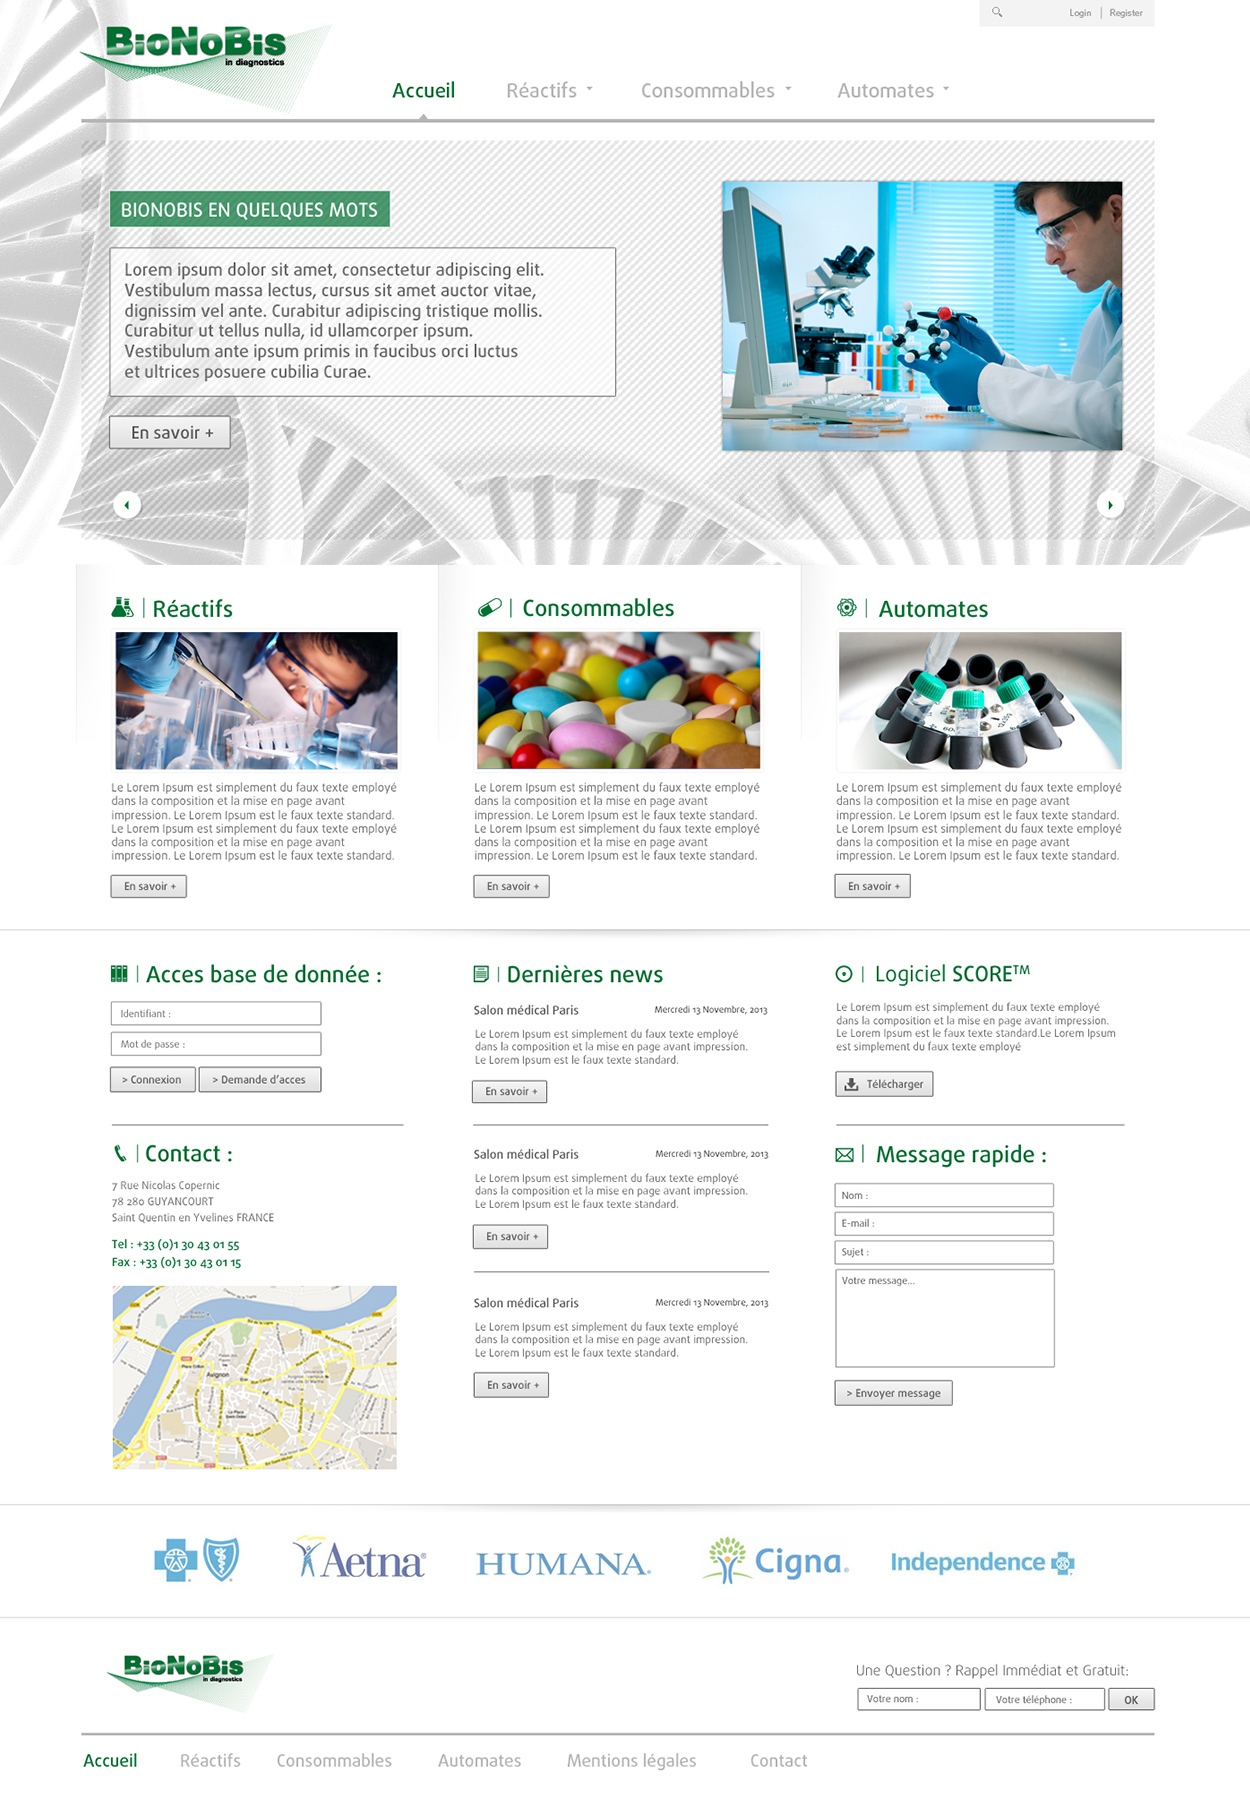 Login | Register
BioNoBis
in diagnostics
Accueil Réactifs Consommables Automates
BIONOBIS EN QUELQUES MOTS
Lorem ipsum dolor sit amet, consectetur adipiscing elit.
Vestibulum massa lectus, cursus sit amet auctor vitae,
dignissim vel ante. Curabitur adipiscing tristique mollis.
Curabitur ut tellus nulla, id ullamcorper ipsum.
Vestibulum ante ipsum primis in faucibus orci luctus
et ultrices posuere cubilia Curae.
En savoir +
Réactifs
Le Lorem Ipsum est simplement du faux texte employé
dans la composition et la mise en page avant
impression. Le Lorem Ipsum est le faux texte standard.
Le Lorem Ipsum est simplement du faux texte employé
dans la composition et la mise en page avant
impression. Le Lorem Ipsum est le faux texte standard.
En savoir +
Consommables
Le Lorem Ipsum est simplement du faux texte employé
dans la composition et la mise en page avant
impression. Le Lorem Ipsum est le faux texte standard.
Le Lorem Ipsum est simplement du faux texte employé
dans la composition et la mise en page avant
impression. Le Lorem Ipsum est le faux texte standard.
En savoir +
Automates
Le Lorem Ipsum est simplement du faux texte employé
dans la composition et la mise en page avant
impression. Le Lorem Ipsum est le faux texte standard.
Le Lorem Ipsum est simplement du faux texte employé
dans la composition et la mise en page avant
impression. Le Lorem Ipsum est le faux texte standard.
En savoir +
Acces base de donnée :
Identifiant :
Mot de passe :
> Connexion > Demande d'acces
Contact :
7 Rue Nicolas Copernic
78 280 GUYANCOURT
Saint Quentin en Yvelines FRANCE
Tel : +33 (0)1 30 43 01 55
Fax : +33 (0)1 30 43 01 15
Avignon
Dernières news
Salon médical Paris Mercredi 13 Novembre, 2013
Le Lorem Ipsum est simplement du faux texte employé
dans la composition et la mise en page avant impression.
Le Lorem Ipsum est le faux texte standard.
En savoir +
Salon médical Paris Mercredi 13 Novembre, 2013
Le Lorem Ipsum est simplement du faux texte employé
dans la composition et la mise en page avant impression.
Le Lorem Ipsum est le faux texte standard.
En savoir +
Salon médical Paris Mercredi 13 Novembre, 2013
Le Lorem Ipsum est simplement du faux texte employé
dans la composition et la mise en page avant impression.
Le Lorem Ipsum est le faux texte standard.
En savoir +
Logiciel SCORE™
Le Lorem Ipsum est simplement du faux texte employé
dans la composition et la mise en page avant impression.
Le Lorem Ipsum est le faux texte standard.Le Lorem Ipsum
est simplement du faux texte employé
Télécharger
Message rapide :
Nom :
E-mail :
Sujet :
Votre message...
> Envoyer message
Aetna®
HUMANA.
Cigna®
Independence
BioNoBis
in diagnostics
Une Question ? Rappel Immédiat et Gratuit:
Votre nom : Votre téléphone : OK
Accueil Réactifs Consommables Automates Mentions légales Contact